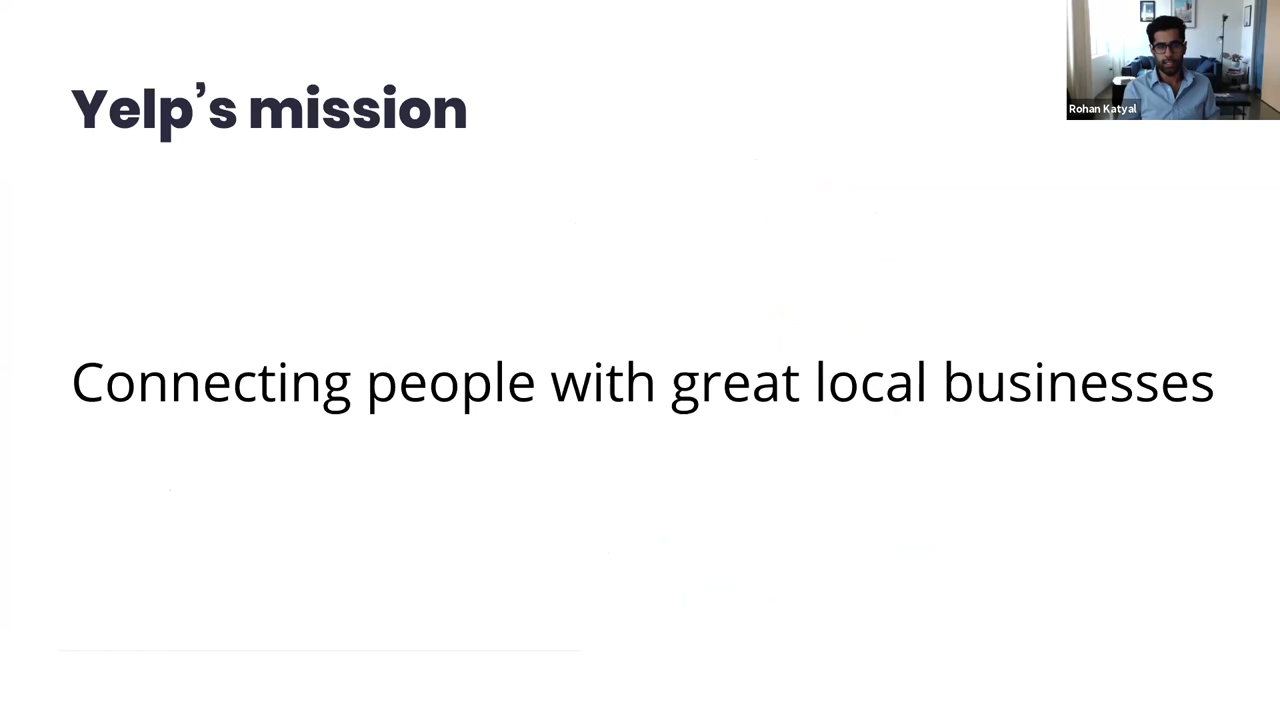 Yelp’s mission
Rohan Katyal
Connecting people with great local businesses